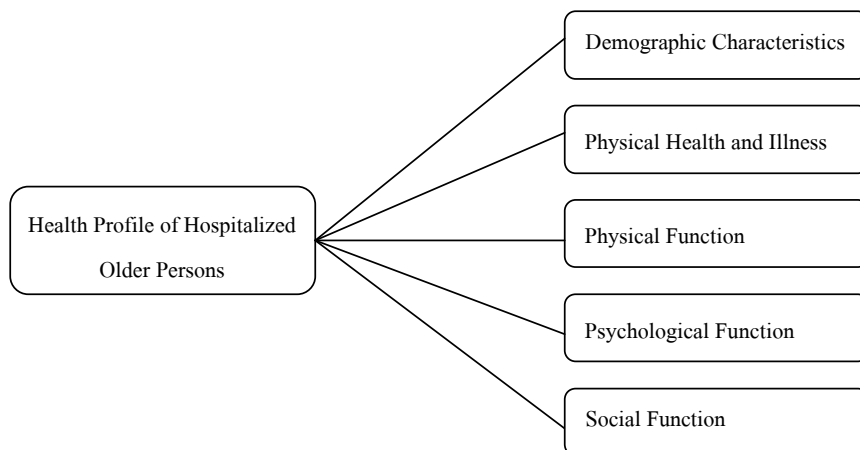 Demographic Characteristics
Physical Health and Illness
Health Profile of Hospitalized
Older Persons
Physical Function
Psychological Function
Social Function